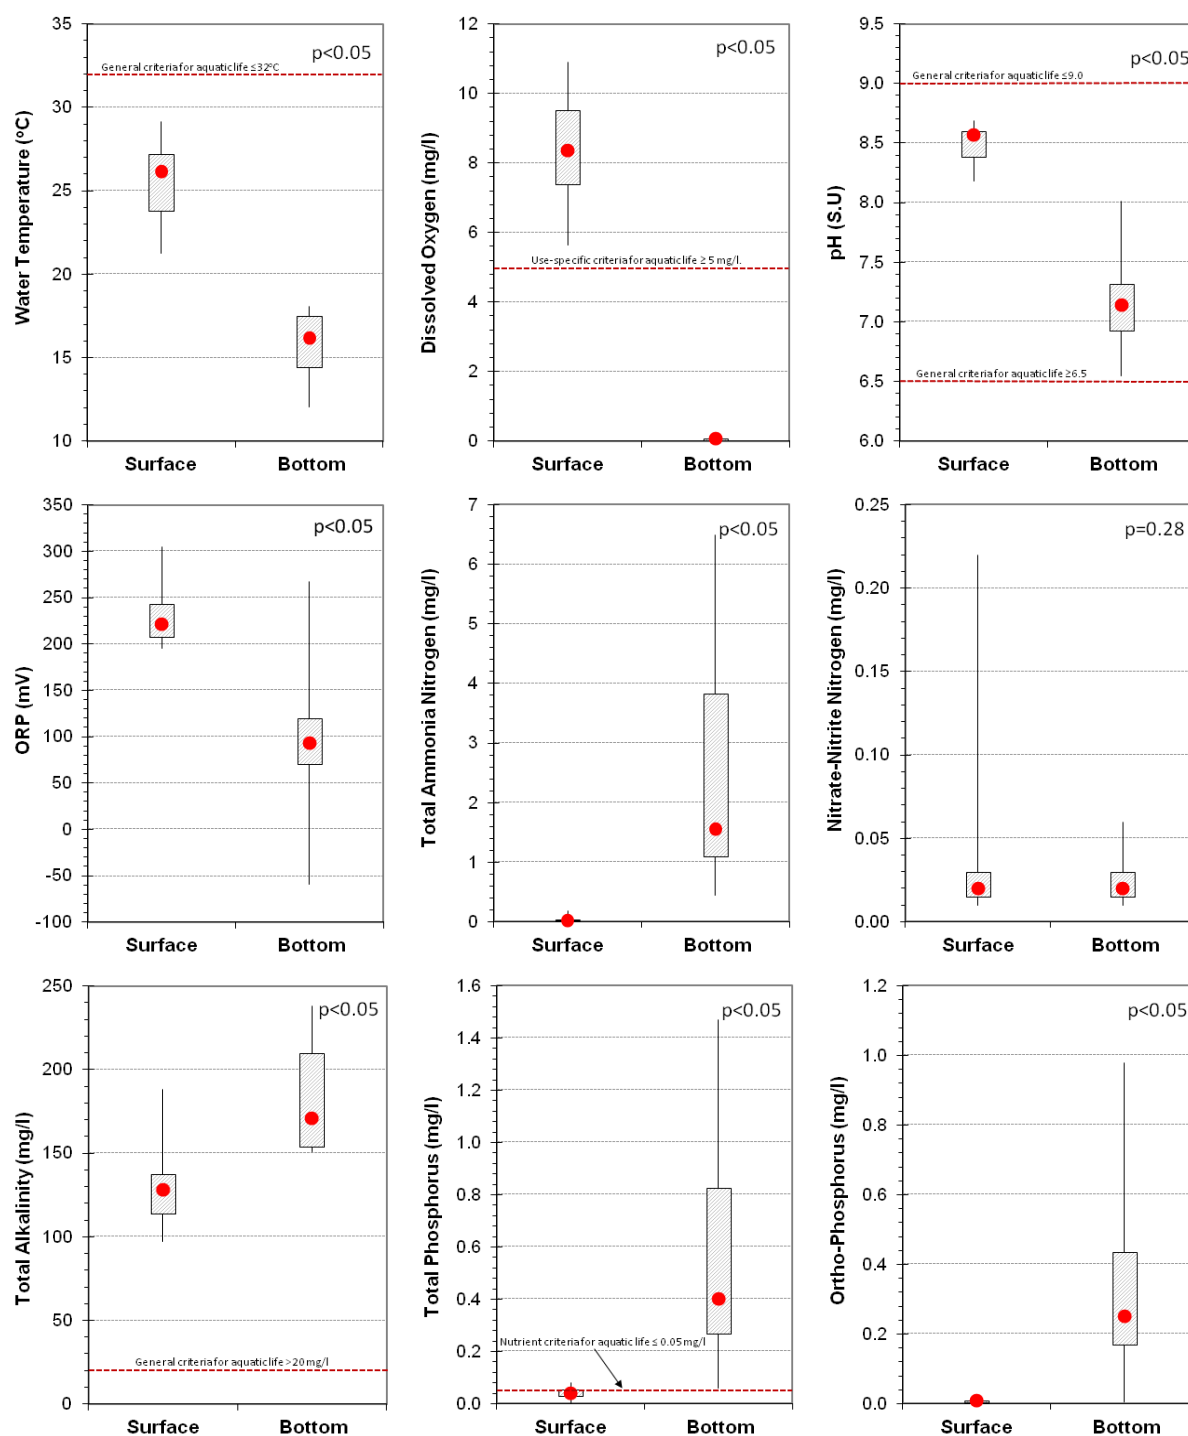 35
30
25
20
15
10
Water Temperature (ºC)
p<0.05
General criteria for aquatic life ≤32ºC
Surface
Bottom
12
10
8
6
4
2
0
Dissolved Oxygen (mg/l)
p<0.05
Use-specific criteria for aquatic life ≥ 5 mg/l.
Surface
Bottom
9.5
9.0
8.5
8.0
7.5
7.0
6.5
6.0
pH (S.U)
p<0.05
General criteria for aquatic life ≤9.0
General criteria for aquatic life ≥6.5
Surface
Bottom
350
300
250
200
150
100
50
0
-50
-100
ORP (mV)
p<0.05
Surface
Bottom
7
6
5
4
3
2
1
0
Total Ammonia Nitrogen (mg/l)
p<0.05
Surface
Bottom
0.25
0.20
0.15
0.10
0.05
0.00
Nitrate-Nitrite Nitrogen (mg/l)
p=0.28
Surface
Bottom
250
200
150
100
50
0
Total Alkalinity (mg/l)
p<0.05
General criteria for aquatic life >20 mg/l
Surface
Bottom
1.6
1.4
1.2
1.0
0.8
0.6
0.4
0.2
0.0
Total Phosphorus (mg/l)
p<0.05
Nutrient criteria for aquatic life ≤ 0.05 mg/l
Surface
Bottom
1.2
1.0
0.8
0.6
0.4
0.2
0.0
Ortho-Phosphorus (mg/l)
p<0.05
Surface
Bottom